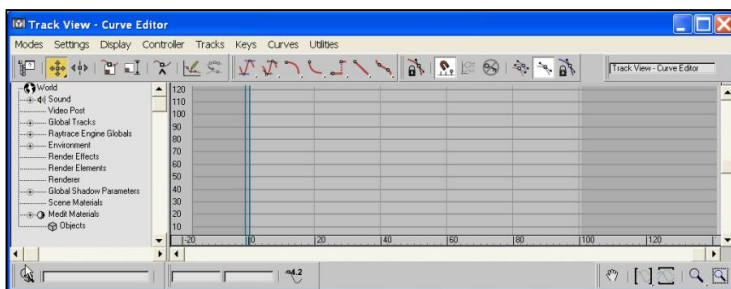 Track View - Curve Editor
Modes Settings Display Controller Tracks Keys Curves Utilities
Track View - Curve Editor
World
Sound
Video Post
Global Tracks
Raytrace Engine Globals
Environment
Render Effects
Render Elements
Renderer
Global Shadow Parameters
Scene Materials
Medit Materials
Objects
120
110
100
90
80
70
60
50
40
30
20
10
-20 0 20 40 60 80 100 120
4.2